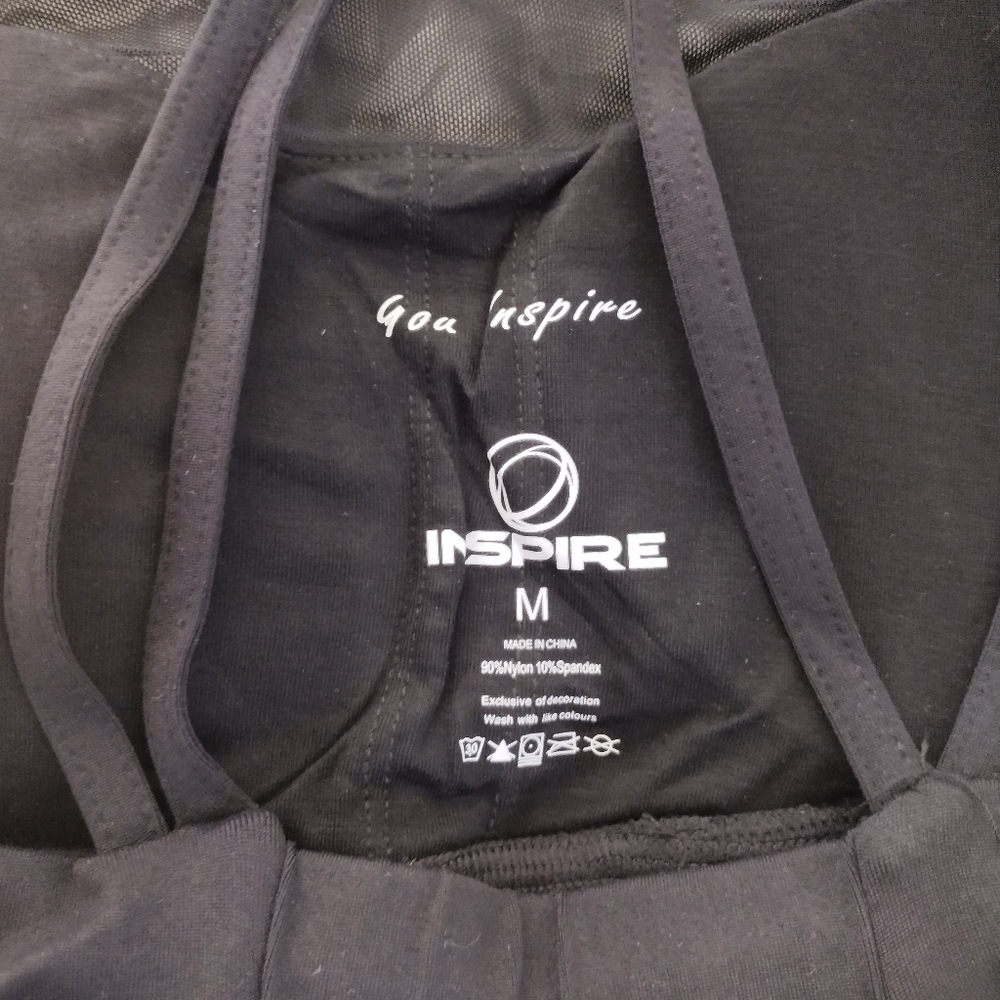 You Inspire
INSPIRE
M
MADE IN CHINA
90%Nylon 10%Spandex
Exclusive of decoration
Wash with like colours
30